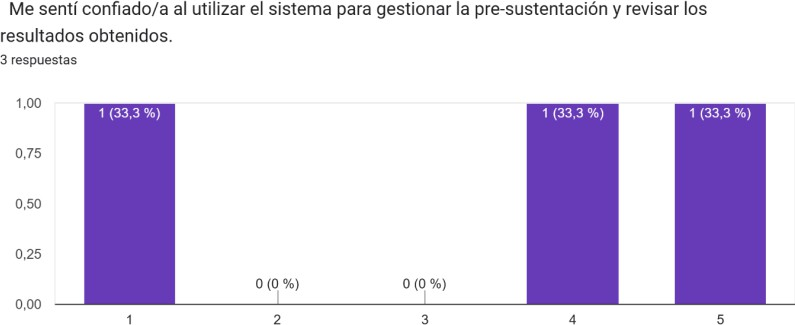 Me sentí confiado/a al utilizar el sistema para gestionar la pre-sustentación y revisar los
resultados obtenidos.
3 respuestas
1,00
0,75
0,50
0,25
0,00
1 (33,3 %)
0 (0 %)
0 (0 %)
1 (33,3 %)
1 (33,3 %)
1
2
3
4
5